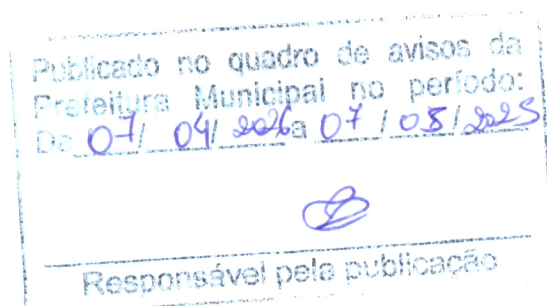 Publicado no quadro de avisos da
Prefeitura Municipal no período:
De 07/ 04/ 2026 a 07 / 05 / 2025
Responsável pela publicação